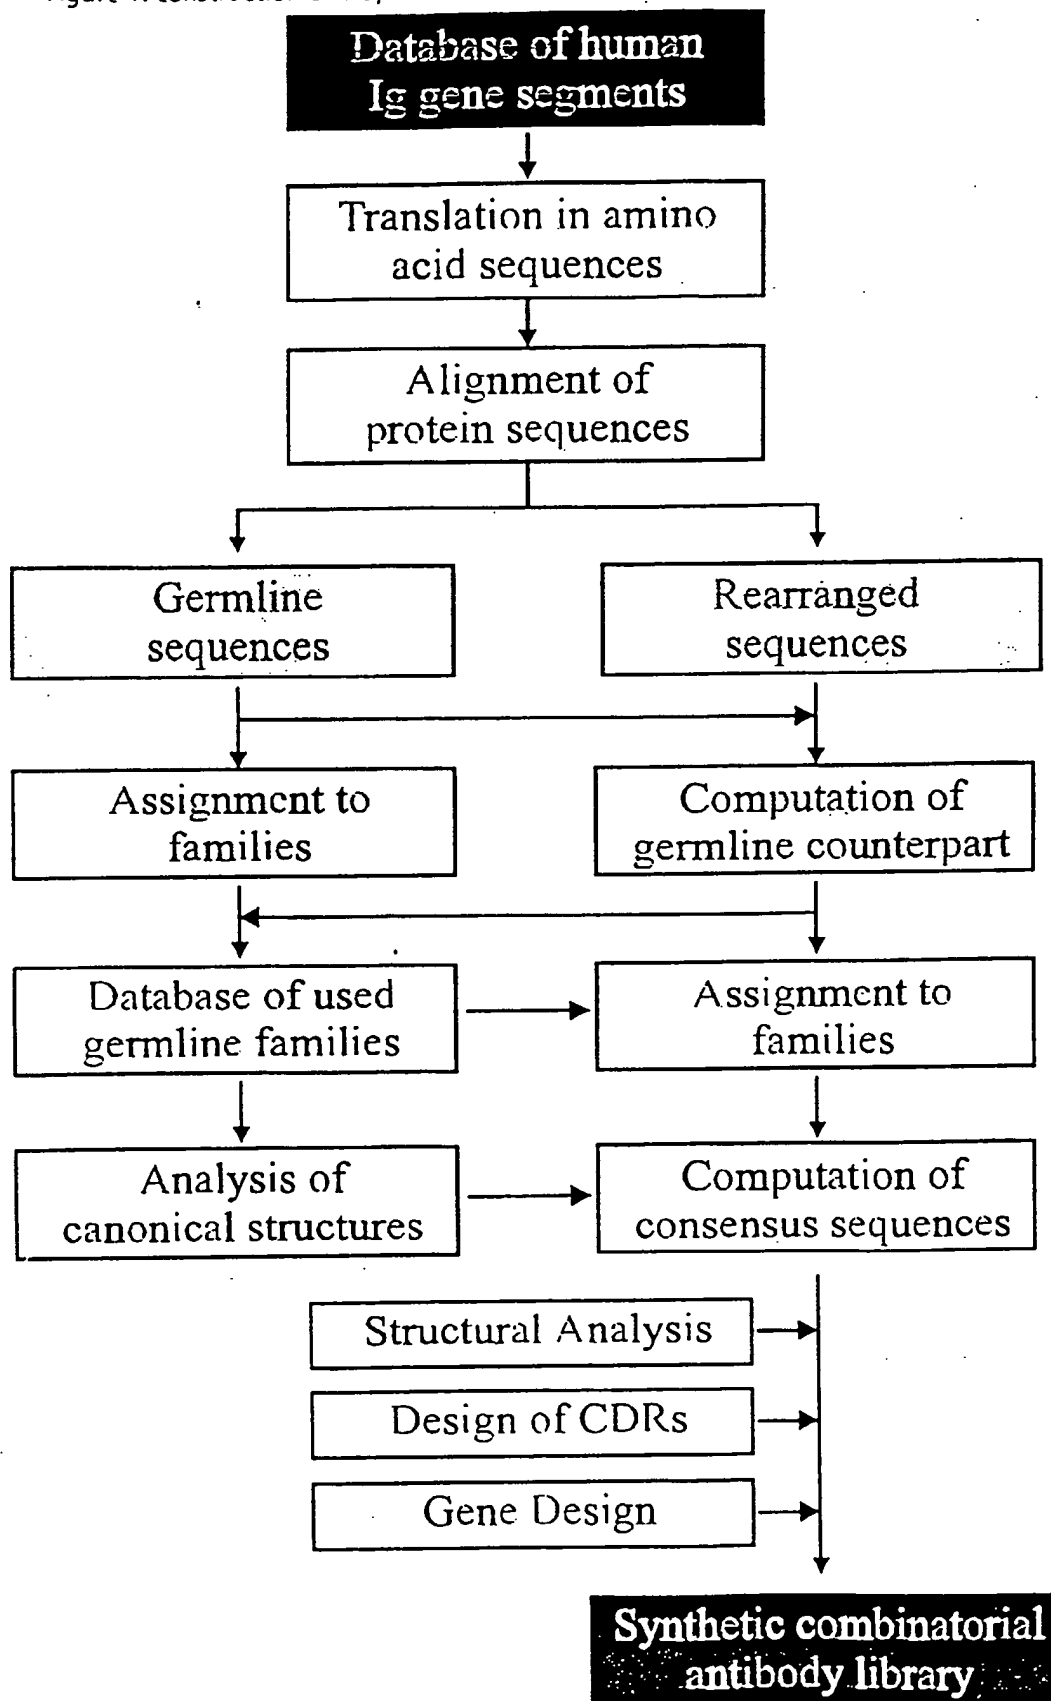 Database of human
Ig gene segments
Translation in amino
acid sequences
Alignment of
protein sequences
Germline
sequences
Rearranged
sequences
Assignment to
families
Computation of
germline counterpart
Database of used
germline families
Assignment to
families
Analysis of
canonical structures
Computation of
consensus sequences
Structural Analysis
Design of CDRs
Gene Design
Synthetic combinatorial
antibody library